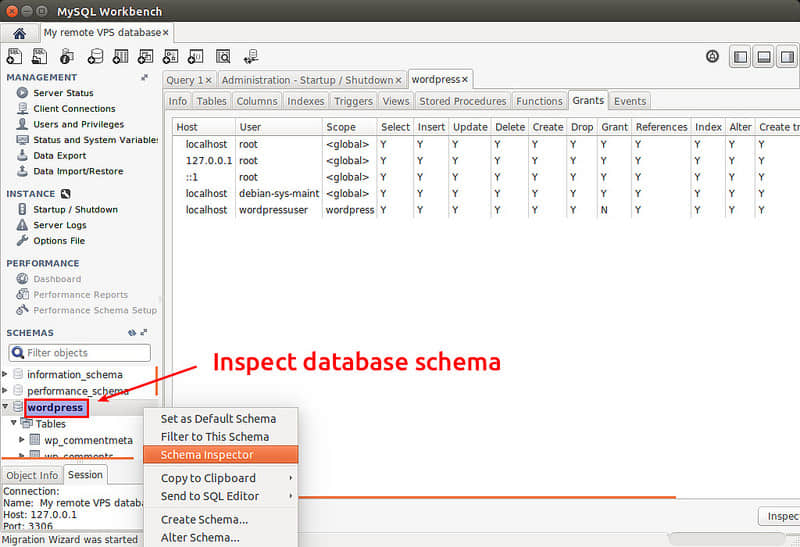 MySQL Workbench
My remote VPS database
MANAGEMENT
Server Status
Client Connections
Users and Privileges
Status and System Variables
Data Export
Data Import/Restore
INSTANCE
Startup / Shutdown
Server Logs
Options File
PERFORMANCE
Dashboard
Performance Reports
Performance Schema Setup
SCHEMAS
Filter objects
information_schema
performance_schema
wordpress
Tables
wp_commentmeta
wp_comments
Object Info Session
Connection:
Name: My remote VPS databa
Host: 127.0.0.1
Port: 3306
Migration Wizard was started
Query 1 Administration - Startup / Shutdown wordpress
Info Tables Columns Indexes Triggers Views Stored Procedures Functions Grants Events
Host User Scope Select Insert Update Delete Create Drop Grant References Index Alter Create tr
localhost root <global> Y Y Y Y Y Y Y Y Y Y Y
127.0.0.1 root <global> Y Y Y Y Y Y Y Y Y Y Y
::1 root <global> Y Y Y Y Y Y Y Y Y Y Y
localhost debian-sys-maint <global> Y Y Y Y Y Y Y Y Y Y Y
localhost wordpressuser wordpress Y Y Y Y Y Y N Y Y Y Y
Inspect database schema
Set as Default Schema
Filter to This Schema
Schema Inspector
Copy to Clipboard
Send to SQL Editor
Create Schema...
Alter Schema...
Inspec